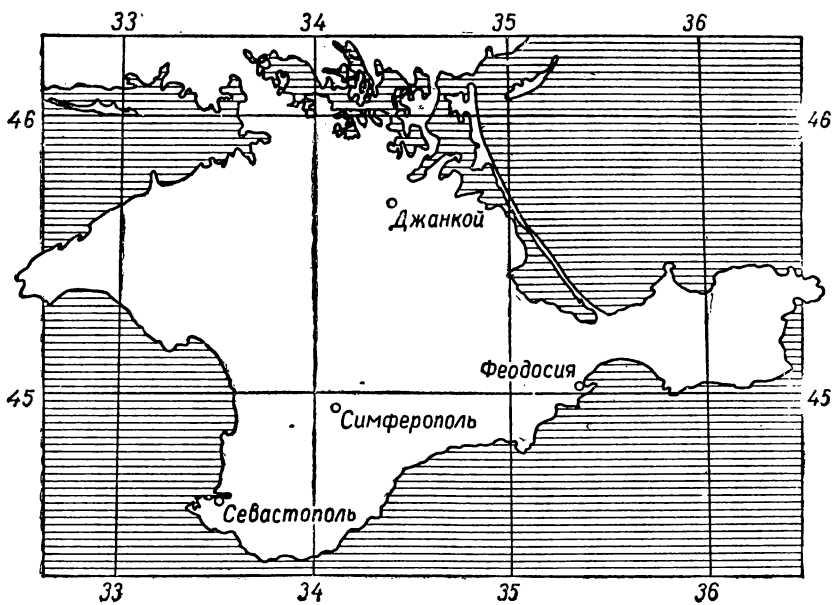 33 34 35 36
46 46
Джанкой
Феодосия
45 45
Симферополь
Севастополь
33 34 35 36